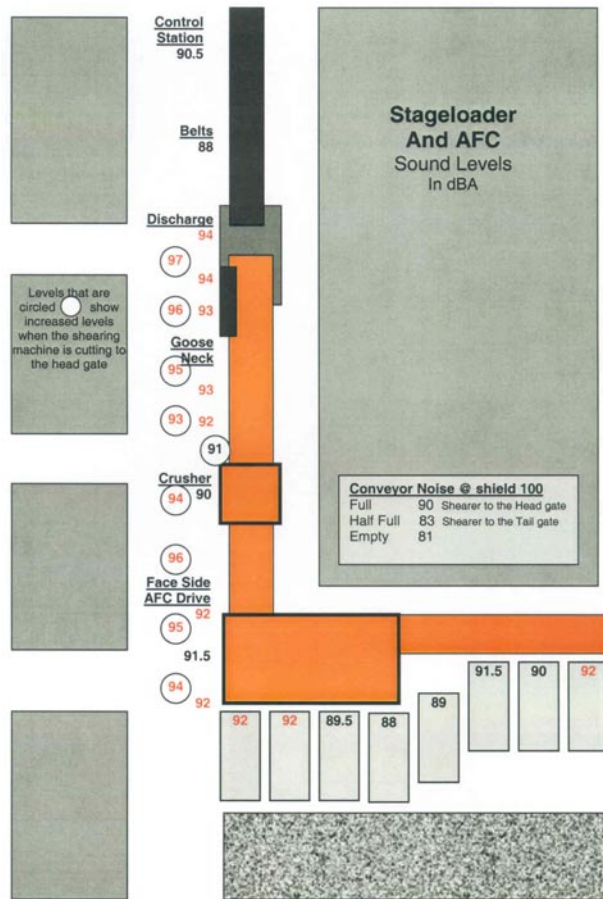 Control
Station
90.5
Belts
88
Stageloader
And AFC
Sound Levels
In dBA
Discharge
94
97
94
96
93
Levels that are
circled show
increased levels
when the shearing
machine is cutting to
the head gate
Goose
Neck
95
93
93
92
91
Crusher
94
90
96
Conveyor Noise @ shield 100
Full 90 Shearer to the Head gate
Half Full 83 Shearer to the Tail gate
Empty 81
Face Side
AFC Drive
92
95
91.5
94
92
92
92
89.5
88
89
91.5
90
92